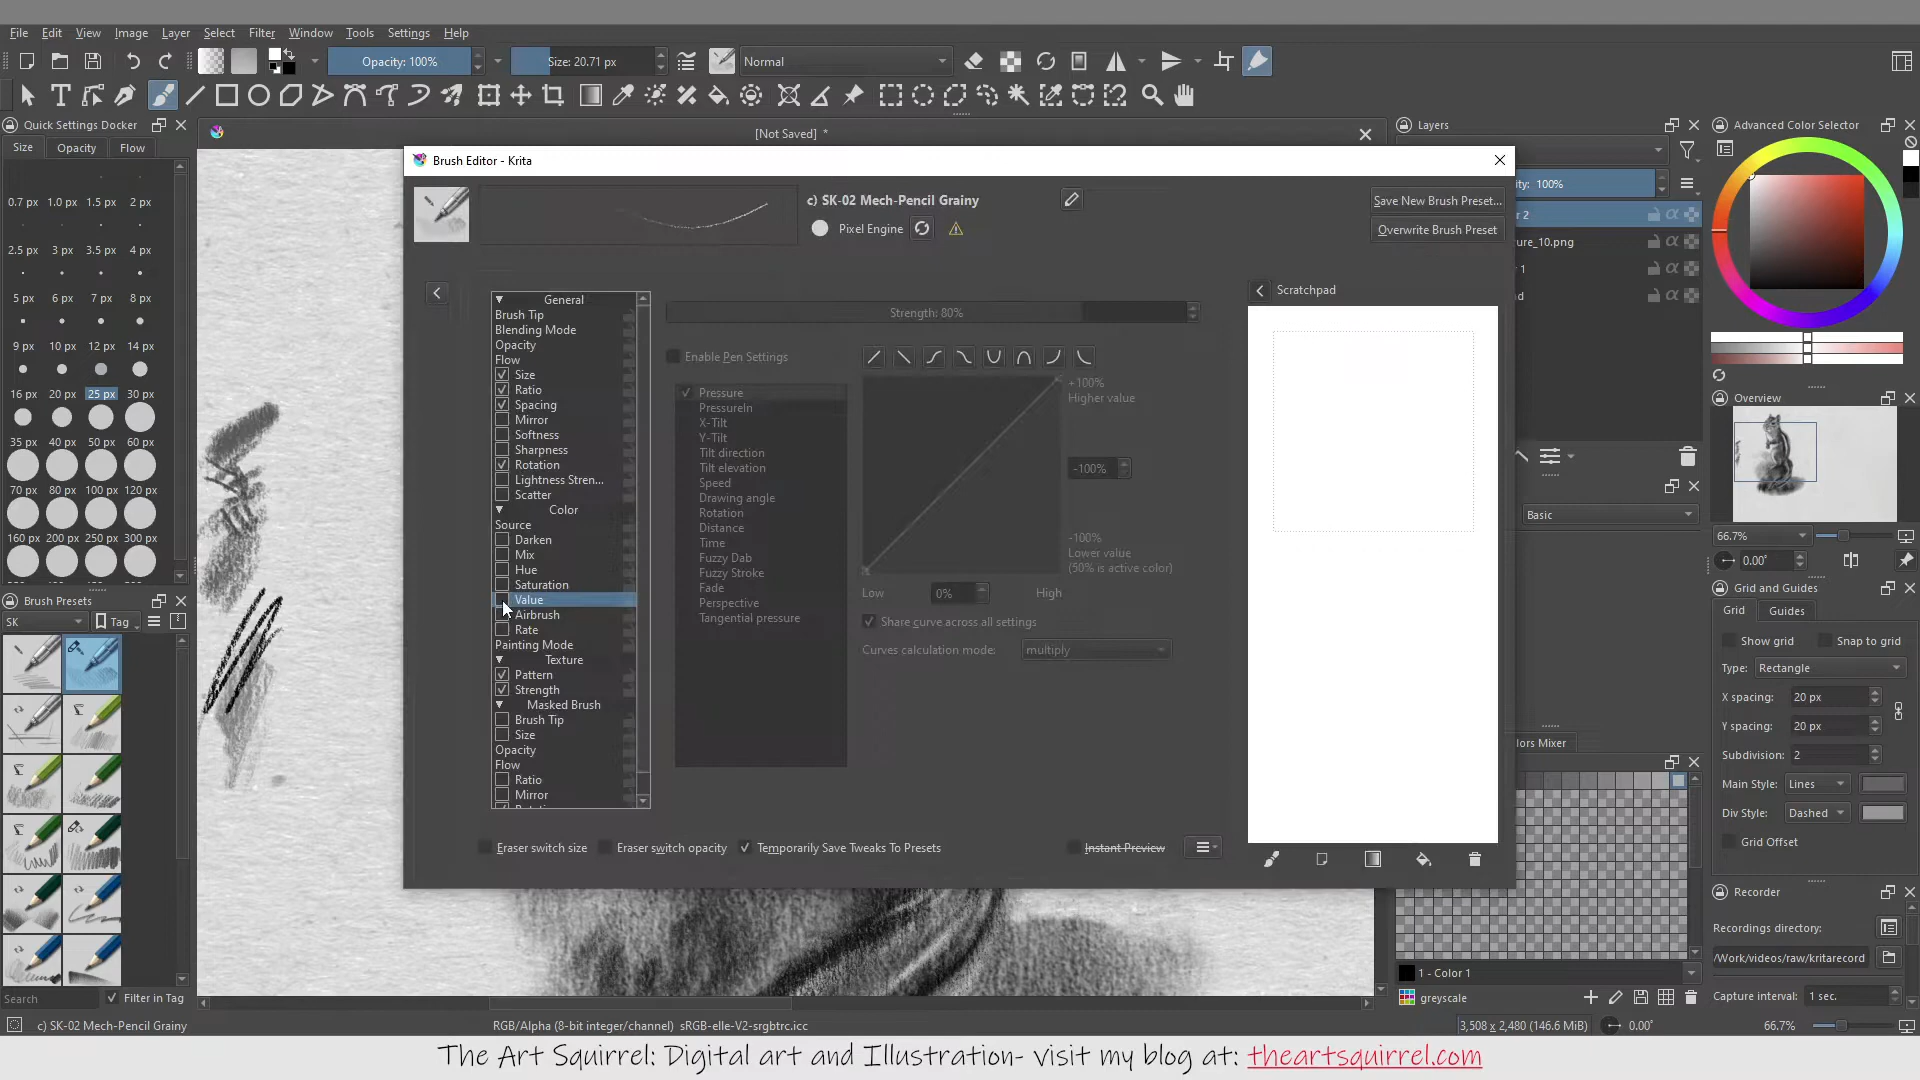 File Edit View Image Layer Select Filter Window Tools Settings Help
Opacity: 100% Size: 20.71 px Normal
Quick Settings Docker
[Not Saved] *
Layers
Advanced Color Selector
Size Opacity Flow
Brush Editor - Krita
0.7 px 1.0 px 1.5 px 2 px
2.5 px 3 px 3.5 px 4 px
5 px 6 px 7 px 8 px
9 px 10 px 12 px 14 px
16 px 20 px 25 px 30 px
35 px 40 px 50 px 60 px
70 px 80 px 100 px 120 px
160 px 200 px 250 px 300 px
c) SK-02 Mech-Pencil Grainy
Pixel Engine
Save New Brush Preset...
Overwrite Brush Preset
ity: 100%
r 2
ure_10.png
r 1
nd
General
Brush Tip
Blending Mode
Opacity
Flow
Size
Ratio
Spacing
Mirror
Softness
Sharpness
Rotation
Lightness Stren...
Scatter
Color
Source
Darken
Mix
Hue
Saturation
Value
Airbrush
Rate
Painting Mode
Texture
Pattern
Strength
Masked Brush
Brush Tip
Size
Opacity
Flow
Ratio
Mirror
Strength: 80%
Enable Pen Settings
Pressure
PressureIn
X-Tilt
Y-Tilt
Tilt direction
Tilt elevation
Speed
Drawing angle
Rotation
Distance
Time
Fuzzy Dab
Fuzzy Stroke
Fade
Perspective
Tangential pressure
+100%
Higher value
-100%
-100%
Lower value
(50% is active color)
Low 0% High
Share curve across all settings
Curves calculation mode: multiply
Scratchpad
Eraser switch size Eraser switch opacity Temporarily Save Tweaks To Presets Instant Preview
Brush Presets
SK Tag
Search Filter in Tag
Overview
Basic
66.7%
0.00°
Grid and Guides
Grid Guides
Show grid Snap to grid
Type: Rectangle
X spacing: 20 px
Y spacing: 20 px
Subdivision: 2
Main Style: Lines
Div Style: Dashed
Grid Offset
Recorder
Recordings directory:
/Work/videos/raw/kritarecord
Capture interval: 1 sec.
lors Mixer
1 - Color 1
greyscale
c) SK-02 Mech-Pencil Grainy
RGB/Alpha (8-bit integer/channel) sRGB-elle-V2-srgbtrc.icc
3,508 x 2,480 (146.6 MiB) 0.00° 66.7%
The Art Squirrel: Digital art and Illustration- visit my blog at: theartsquirrel.com